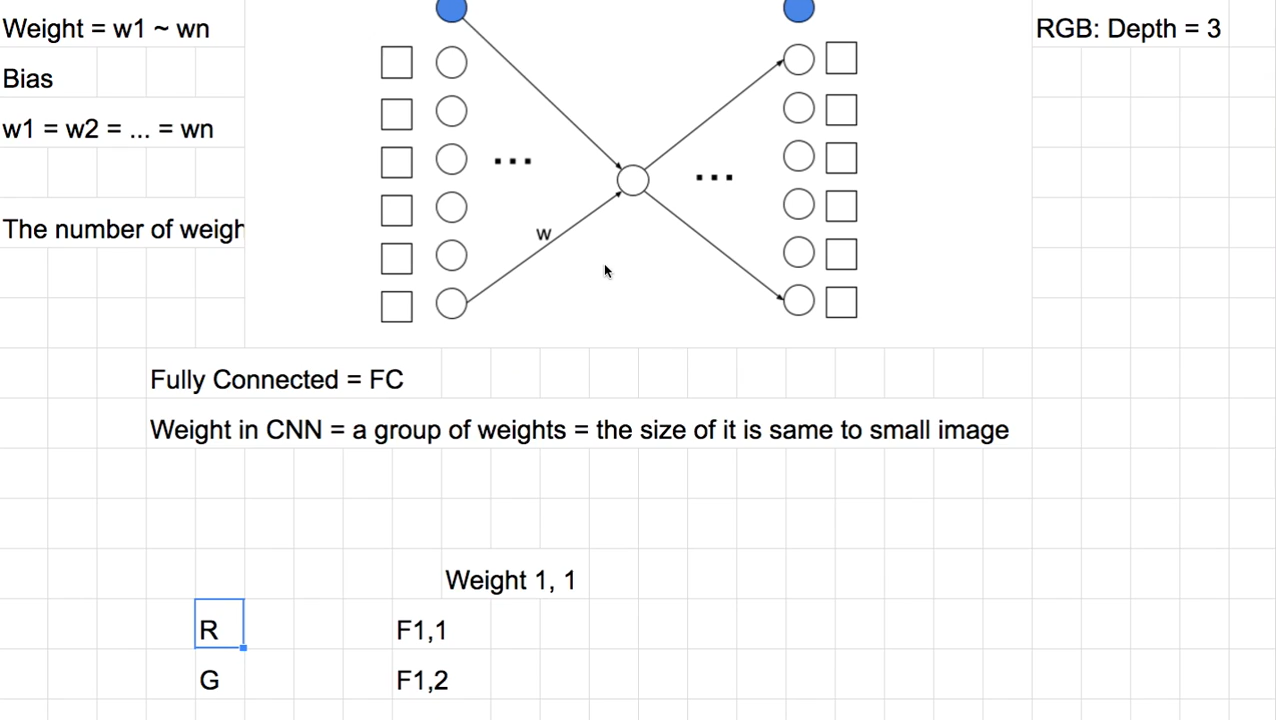 Weight = w1 ~ wn
RGB: Depth = 3
Bias
w1 = w2 = ... = wn
...
...
The number of weigh
w
Fully Connected = FC
Weight in CNN = a group of weights = the size of it is same to small image
Weight 1, 1
R
F1,1
G
F1,2